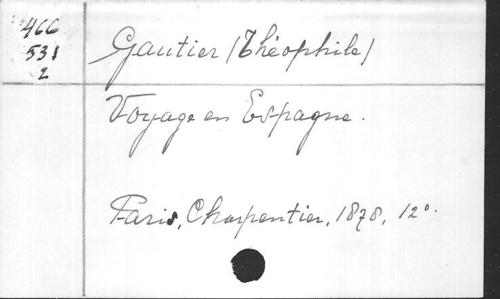 466
531
2
Gautier (Théophile)
Voyage en Espagne.
Paris, Charpentier, 1878, 12°.